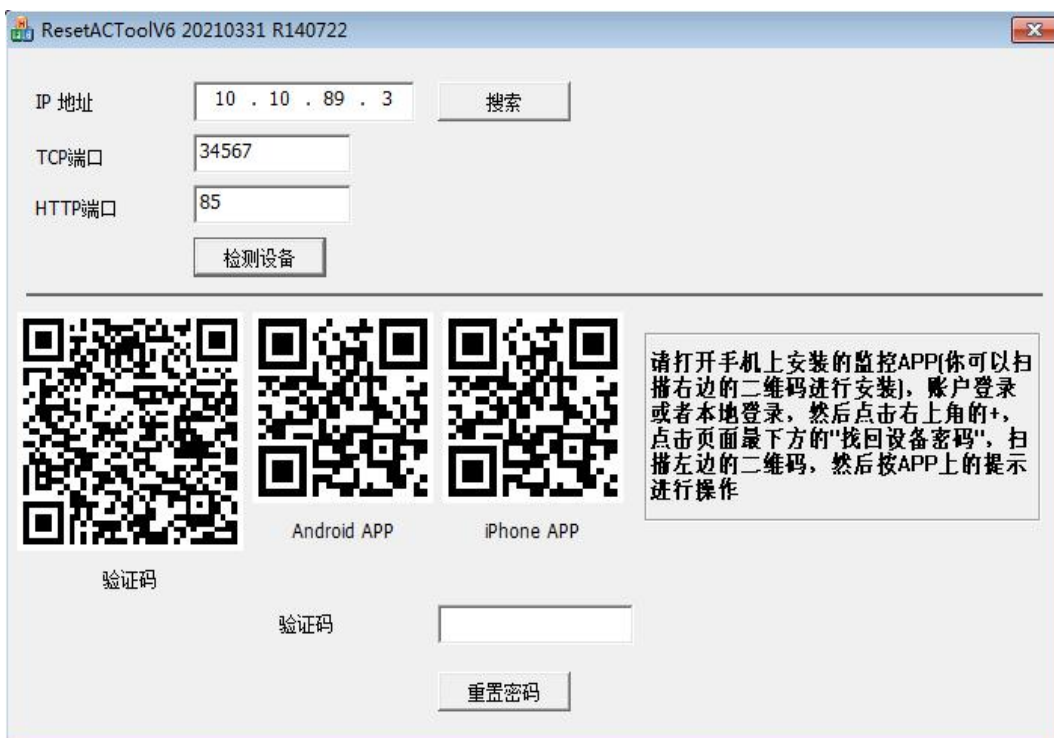 ResetACToolV6 20210331 R140722
IP 地址
10 . 10 . 89 . 3
搜索
TCP端口
34567
HTTP端口
85
检测设备
请打开手机上安装的监控APP(你可以扫
描右边的二维码进行安装)，账户登录
或者本地登录，然后点击右上角的+，
点击页面最下方的"找回设备密码"，扫
描左边的二维码，然后按APP上的提示
进行操作
Android APP
iPhone APP
验证码
验证码
重置密码